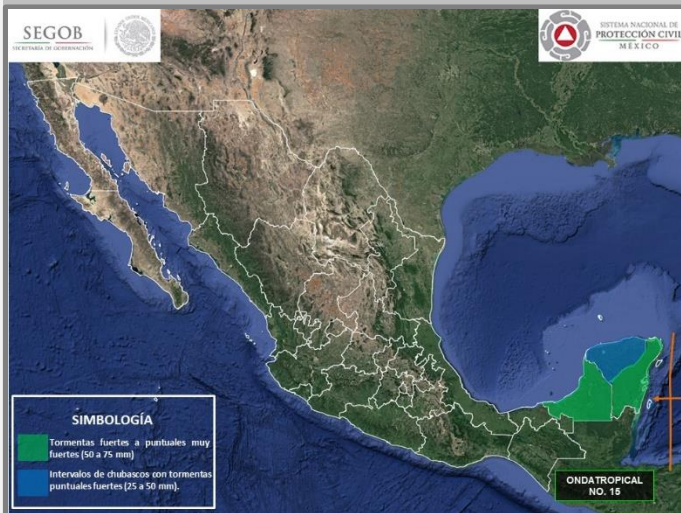 SEGOB
SECRETARÍA DE GOBERNACIÓN
SISTEMA NACIONAL DE
PROTECCIÓN CIVIL
MÉXICO
SIMBOLOGÍA
Tormentas fuertes a puntuales muy
fuertes (50 a 75 mm)
Intervalos de chubascos con tormentas
puntuales fuertes (25 a 50 mm).
ONDATROPICAL
NO. 15